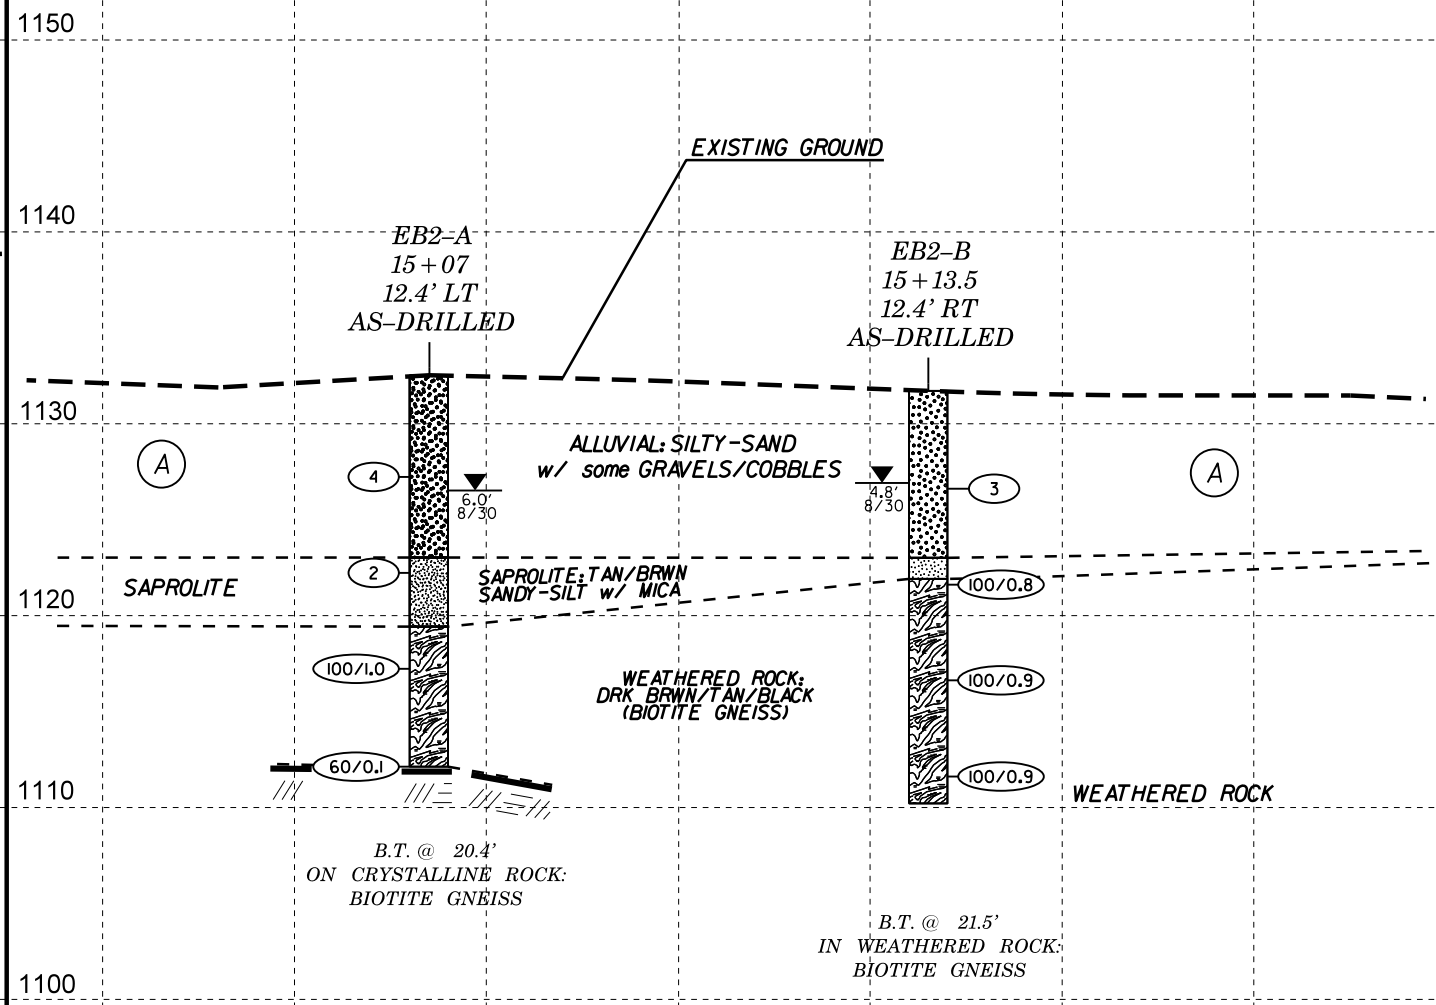 1150
EXISTING GROUND
1140
EB2-A
15+07
12.4' LT
AS-DRILLED
EB2-B
15+13.5
12.4' RT
AS-DRILLED
1130
A
4
6.0'
8/30
ALLUVIAL: SILTY-SAND
w/ some GRAVELS/COBBLES
4.8'
8/30
3
A
SAPROLITE
2
SAPROLITE: TAN/BRWN
SANDY-SILT w/ MICA
100/0.8
1120
100/1.0
WEATHERED ROCK:
DRK BRWN/TAN/BLACK
(BIOTITE GNEISS)
100/0.9
60/0.1
100/0.9
1110
WEATHERED ROCK
B.T. @ 20.4'
ON CRYSTALLINE ROCK:
BIOTITE GNEISS
B.T. @ 21.5'
IN WEATHERED ROCK:
BIOTITE GNEISS
1100